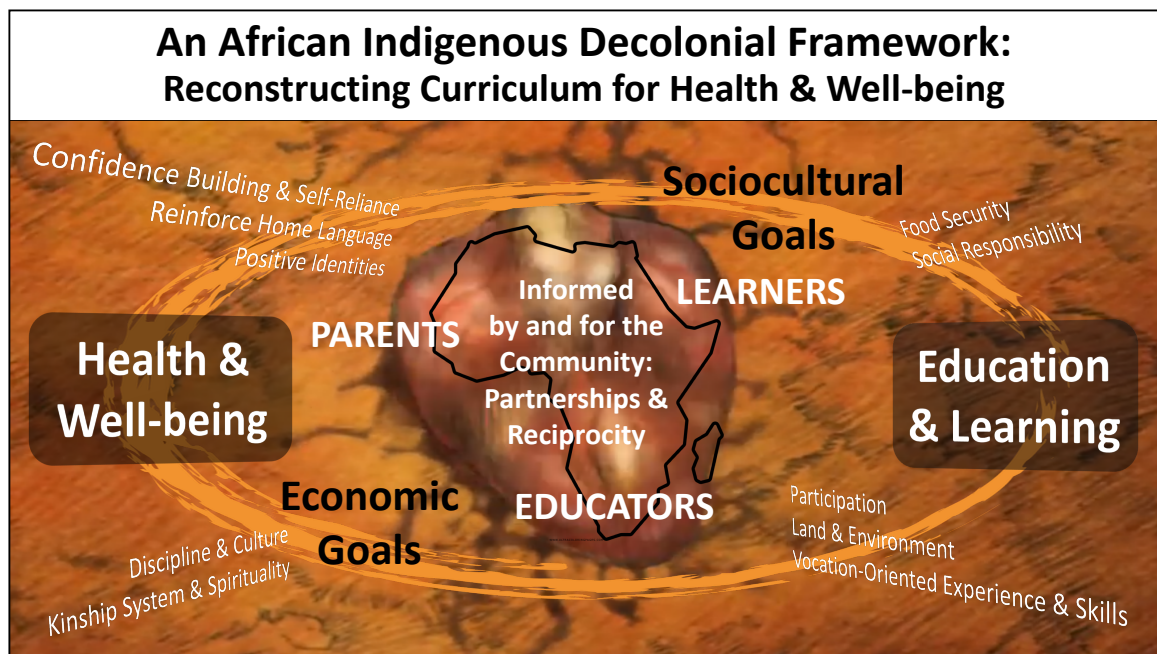 An African Indigenous Decolonial Framework:
Reconstructing Curriculum for Health & Well-being
Confidence Building & Self-Reliance
Reinforce Home Language
Positive Identities
Sociocultural
Goals
Food Security
Social Responsibility
PARENTS
LEARNERS
Informed
by and for the
Community:
Partnerships &
Reciprocity
Health &
Well-being
Education
& Learning
EDUCATORS
Economic
Goals
Discipline & Culture
Kinship System & Spirituality
Participation
Land & Environment
Vocation-Oriented Experience & Skills